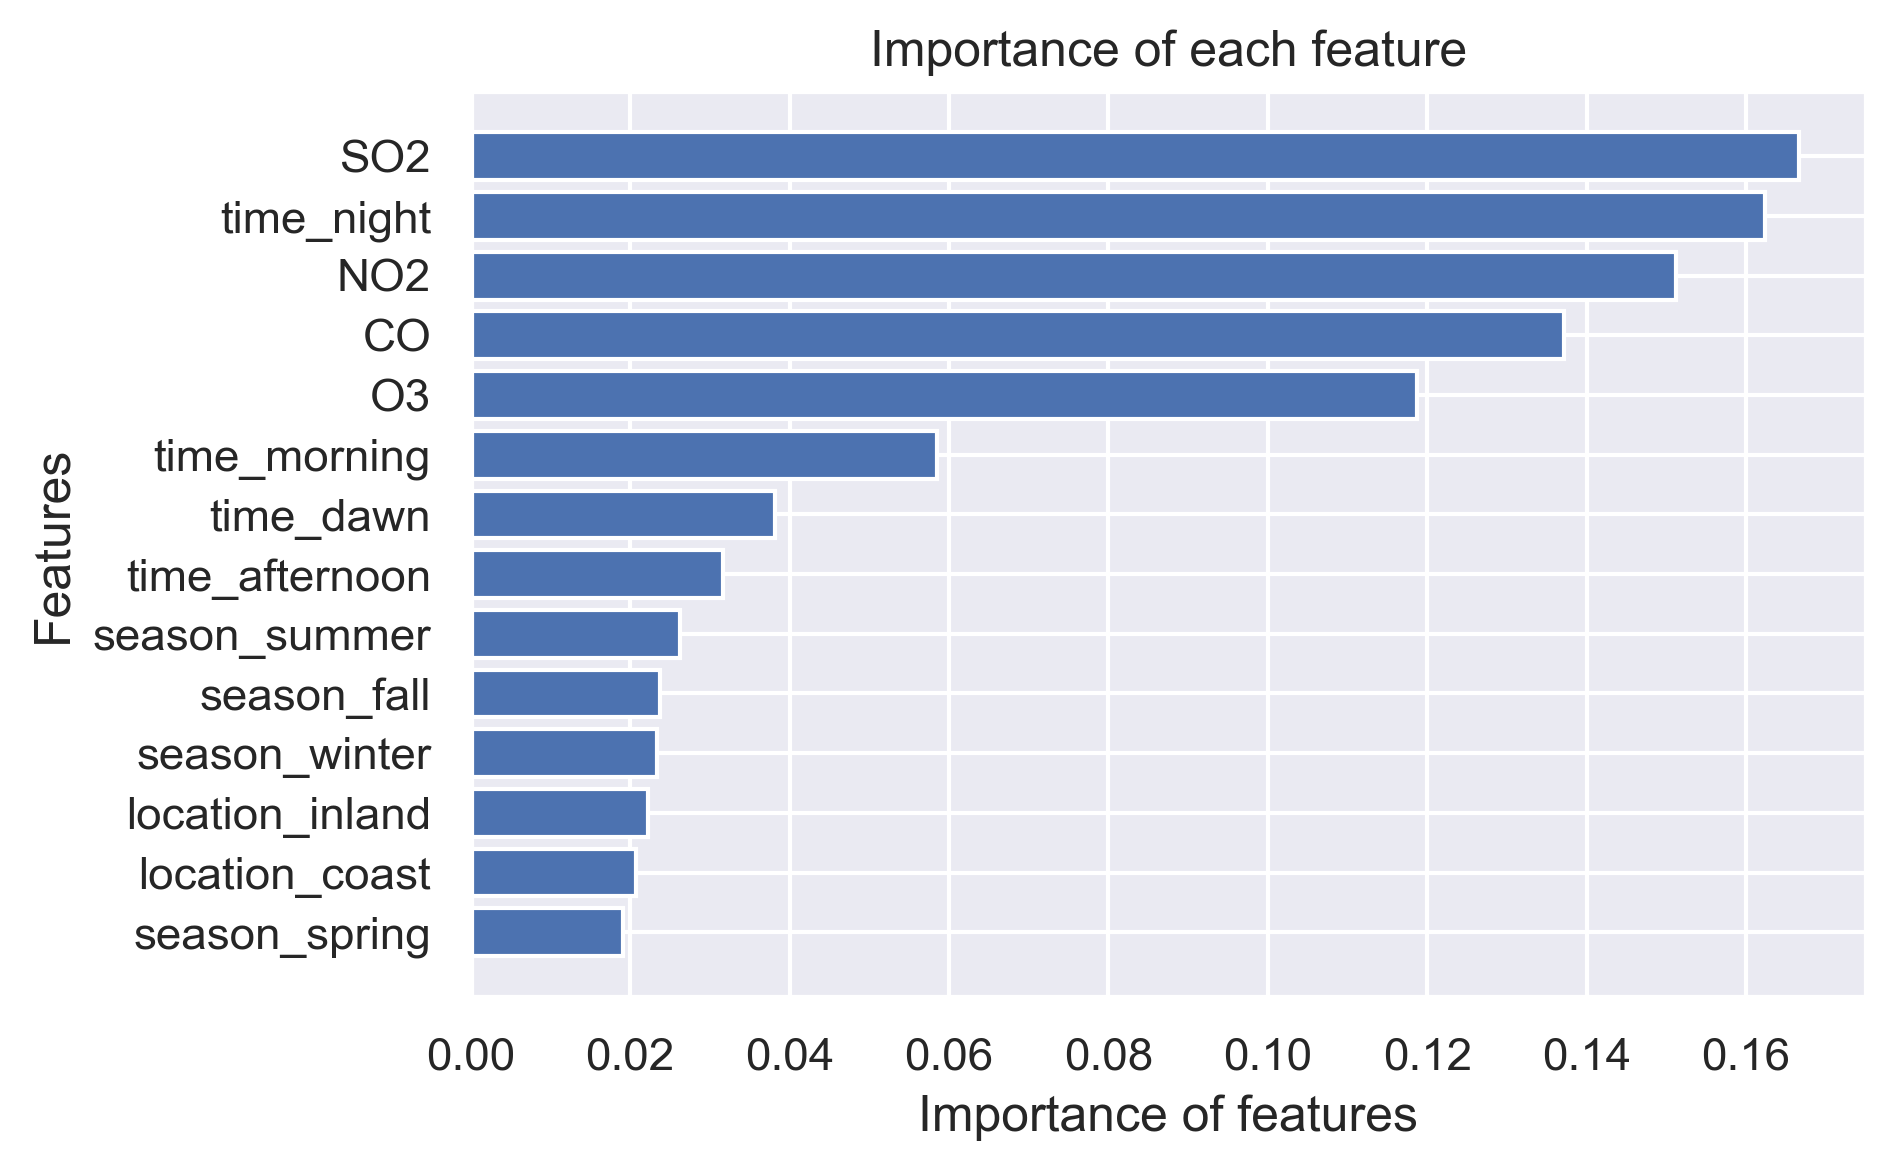 Importance of each feature
SO2
time_night
NO2
CO
O3
time_morning
time_dawn
time_afternoon
season_summer
season_fall
season_winter
location_inland
location_coast
season_spring
Features
0.00 0.02 0.04 0.06 0.08 0.10 0.12 0.14 0.16
Importance of features